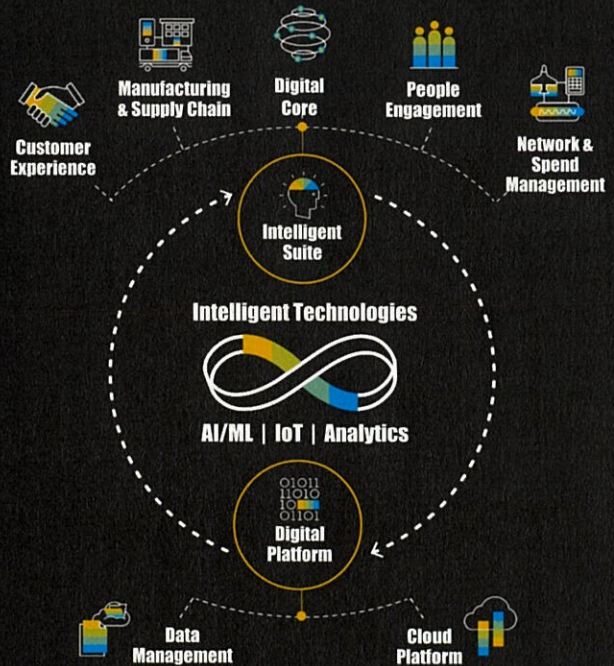 Manufacturing
& Supply Chain
Digital
Core
People
Engagement
Customer
Experience
Network &
Spend
Management
Intelligent
Suite
Intelligent Technologies
AI/ML | IoT | Analytics
01011
11010
10
01101
Digital
Platform
Data
Management
Cloud
Platform